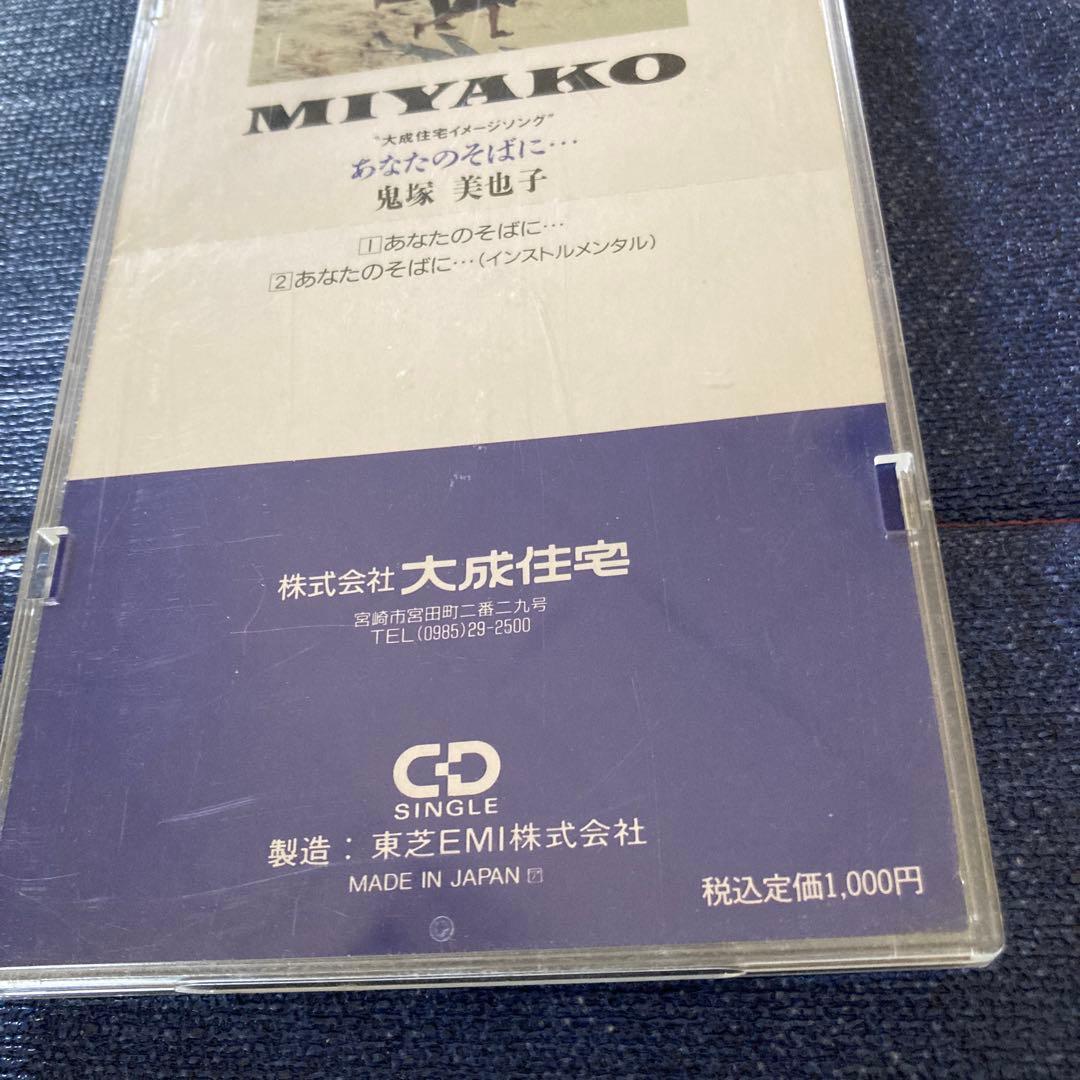 MIYAKO
"大成住宅イメージソング"
あなたのそばに…
鬼塚 美也子
1 あなたのそばに…
2 あなたのそばに…(インストルメンタル)
株式会社 大成住宅
宮崎市宮田町二番二九号
TEL(0985)29-2500
CD
SINGLE
製造：東芝EMI株式会社
MADE IN JAPAN ア
税込定価1,000円